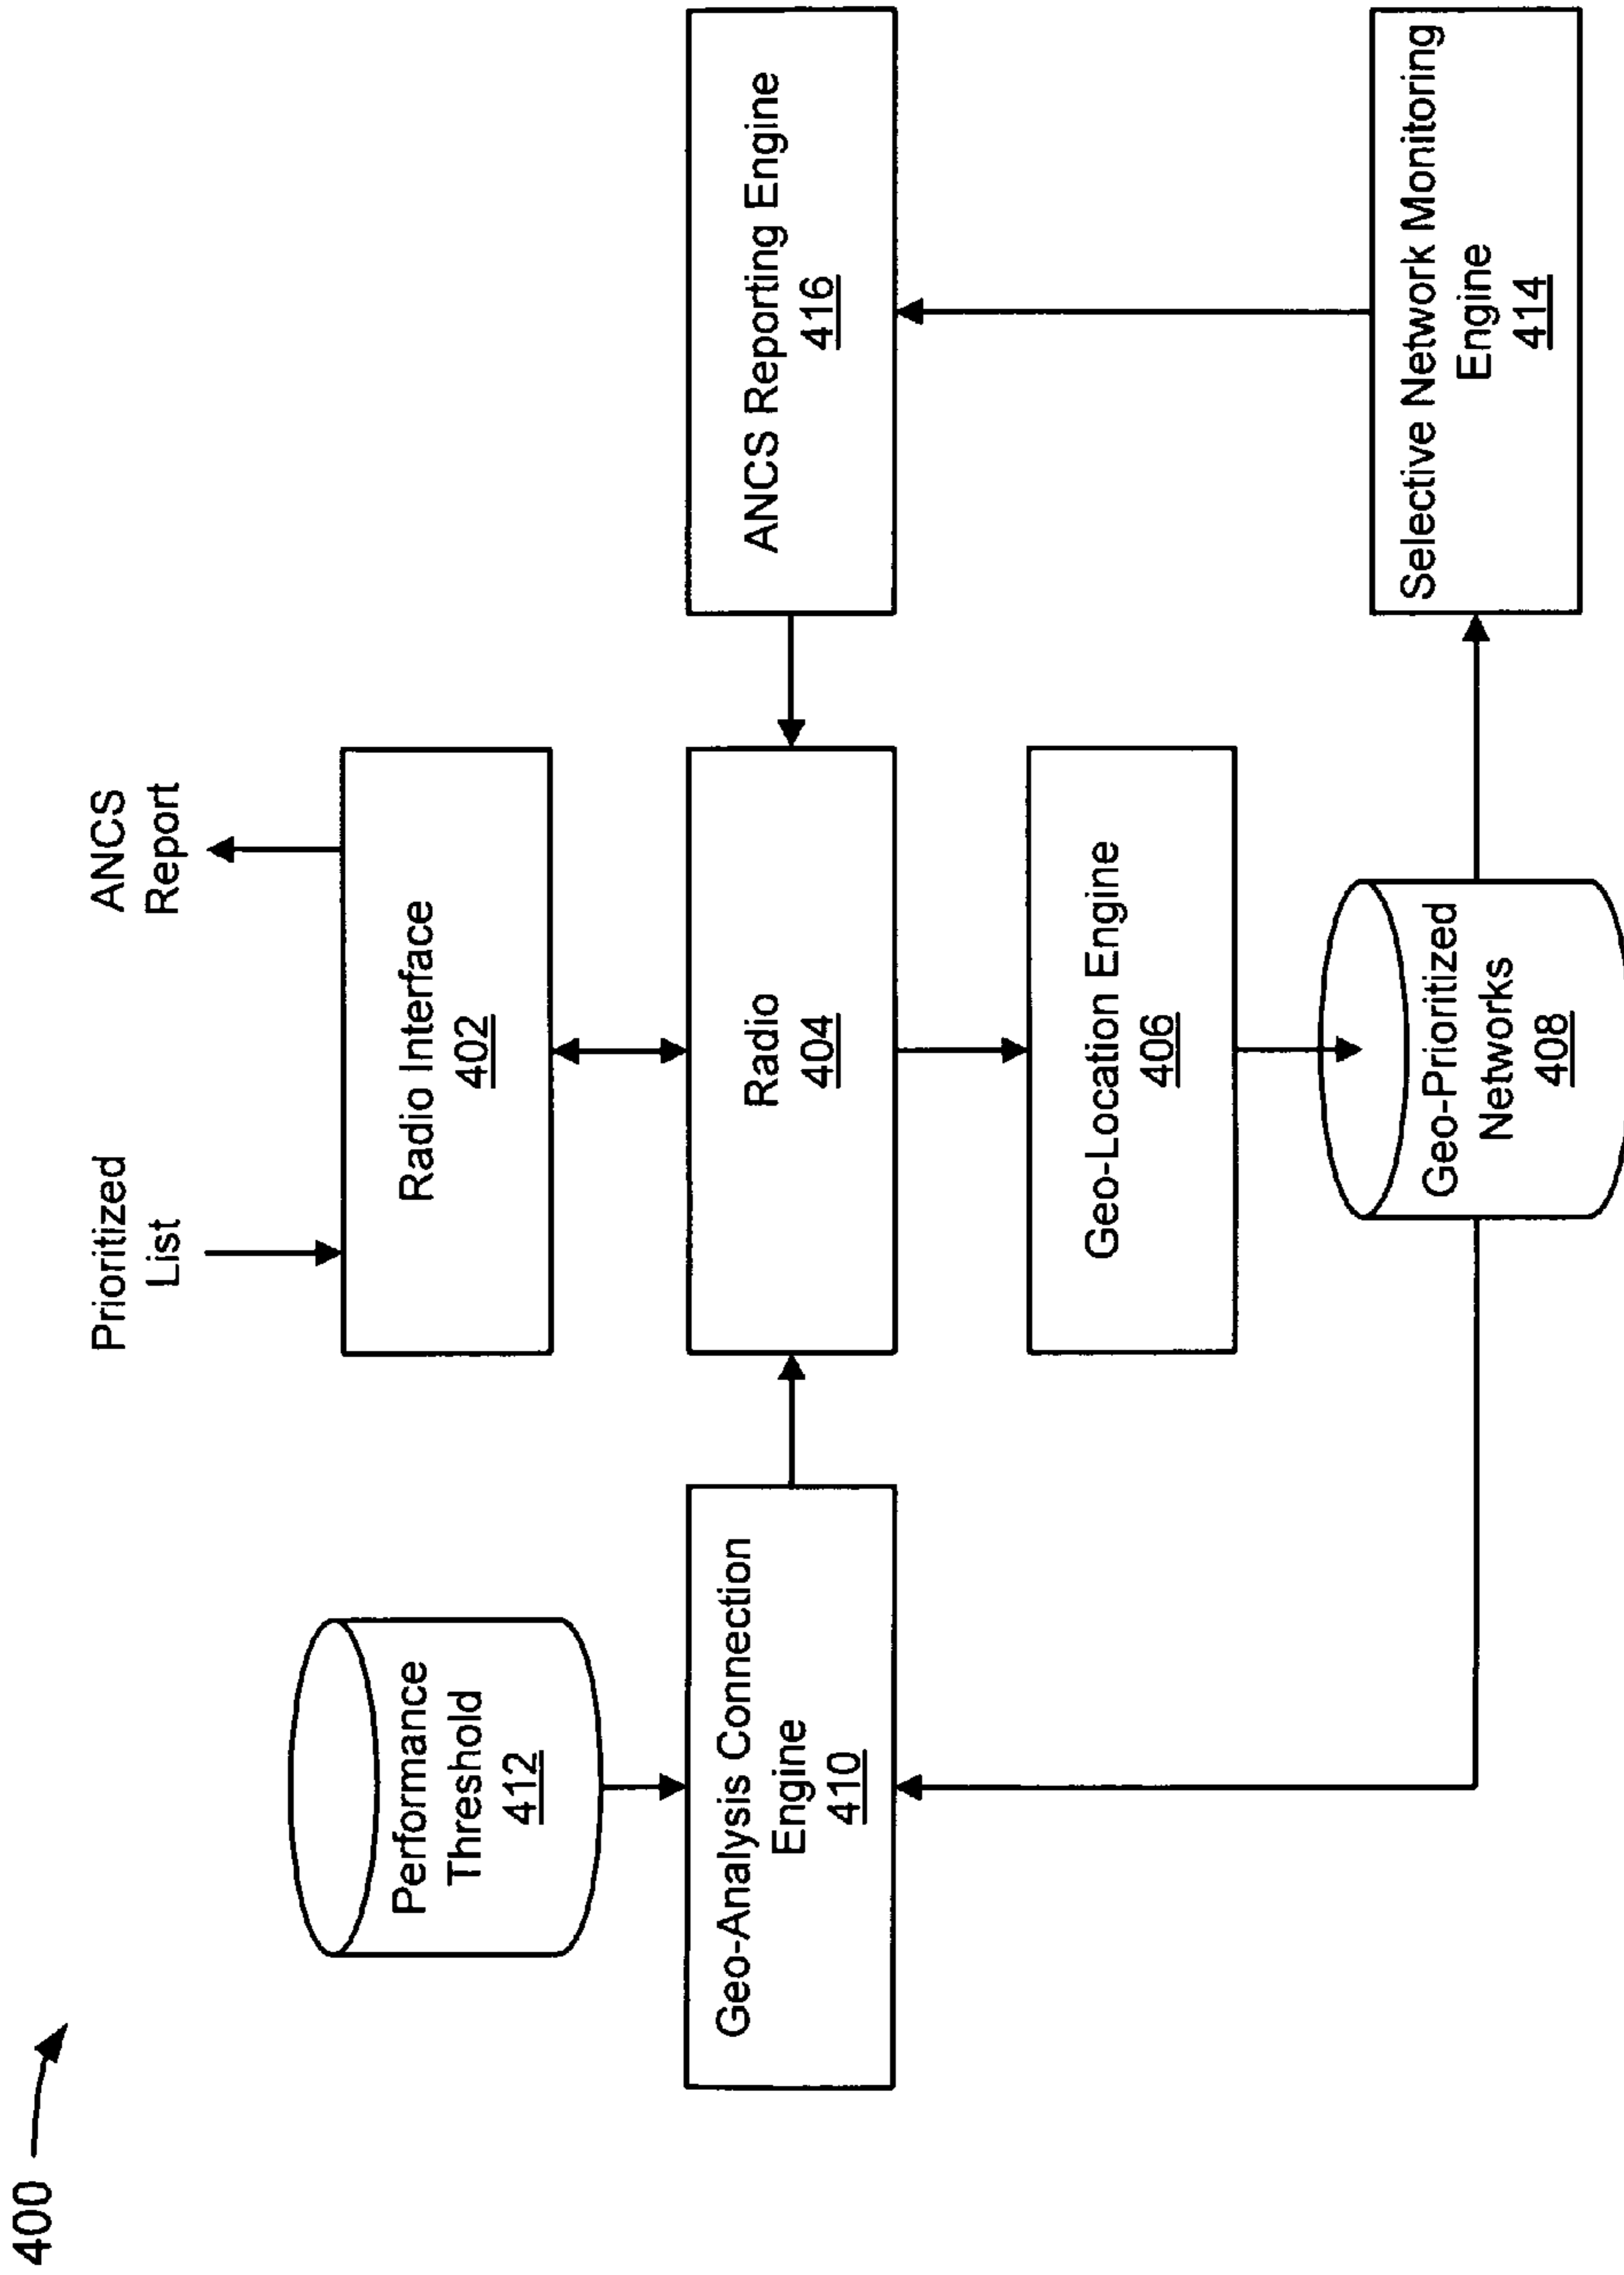 400
Prioritized
List
ANCS
Report
Radio Interface
402
Performance
Threshold
412
Geo-Analysis Connection
Engine
410
Radio
404
ANCS Reporting Engine
416
Geo-Location Engine
406
Geo-Prioritized
Networks
408
Selective Network Monitoring
Engine
414